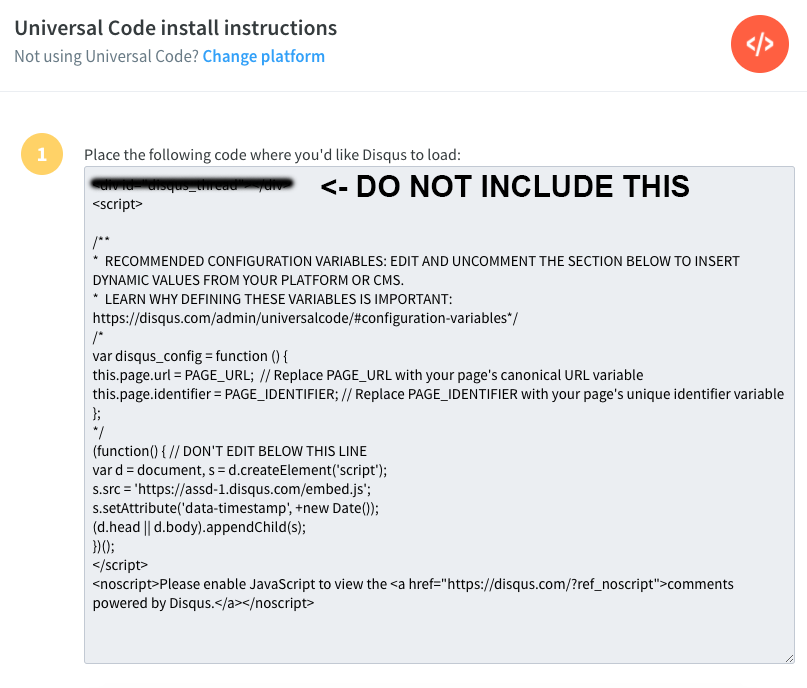 Universal Code install instructions
Not using Universal Code? Change platform
</>
1
Place the following code where you'd like Disqus to load:
<div id="disqus_thread"></div>
<- DO NOT INCLUDE THIS
<script>
/**
*  RECOMMENDED CONFIGURATION VARIABLES: EDIT AND UNCOMMENT THE SECTION BELOW TO INSERT
DYNAMIC VALUES FROM YOUR PLATFORM OR CMS.
*  LEARN WHY DEFINING THESE VARIABLES IS IMPORTANT:
https://disqus.com/admin/universalcode/#configuration-variables*/
/*
var disqus_config = function () {
this.page.url = PAGE_URL;  // Replace PAGE_URL with your page's canonical URL variable
this.page.identifier = PAGE_IDENTIFIER; // Replace PAGE_IDENTIFIER with your page's unique identifier variable
};
*/
(function() { // DON'T EDIT BELOW THIS LINE
var d = document, s = d.createElement('script');
s.src = 'https://assd-1.disqus.com/embed.js';
s.setAttribute('data-timestamp', +new Date());
(d.head || d.body).appendChild(s);
})();
</script>
<noscript>Please enable JavaScript to view the <a href="https://disqus.com/?ref_noscript">comments
powered by Disqus.</a></noscript>